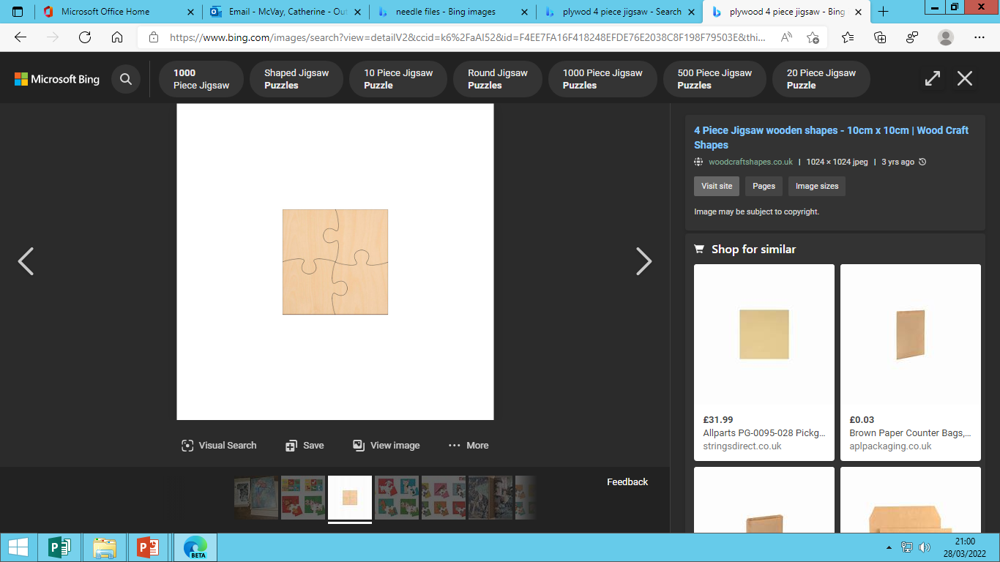 Microsoft Office Home
Email - McVay, Catherine - Out
needle files - Bing images
plywod 4 piece jigsaw - Search
plywood 4 piece jigsaw - Bing
https://www.bing.com/images/search?view=detailV2&ccid=k6%2FaAI52&id=F4EE7FA16F418248EFDE76E2038C8F198F79503E&thi...
Microsoft Bing
1000
Piece Jigsaw
Shaped Jigsaw
Puzzles
10 Piece Jigsaw
Puzzle
Round Jigsaw
Puzzles
1000 Piece Jigsaw
Puzzles
500 Piece Jigsaw
Puzzles
20 Piece Jigsaw
Puzzle
4 Piece Jigsaw wooden shapes - 10cm x 10cm | Wood Craft
Shapes
woodcraftshapes.co.uk | 1024 × 1024 jpeg | 3 yrs ago
Visit site
Pages
Image sizes
Image may be subject to copyright.
Shop for similar
£31.99
Allparts PG-0095-028 Pickg...
stringsdirect.co.uk
£0.03
Brown Paper Counter Bags,...
aplpackaging.co.uk
Visual Search
Save
View image
More
Feedback
BETA
21:00
28/03/2022